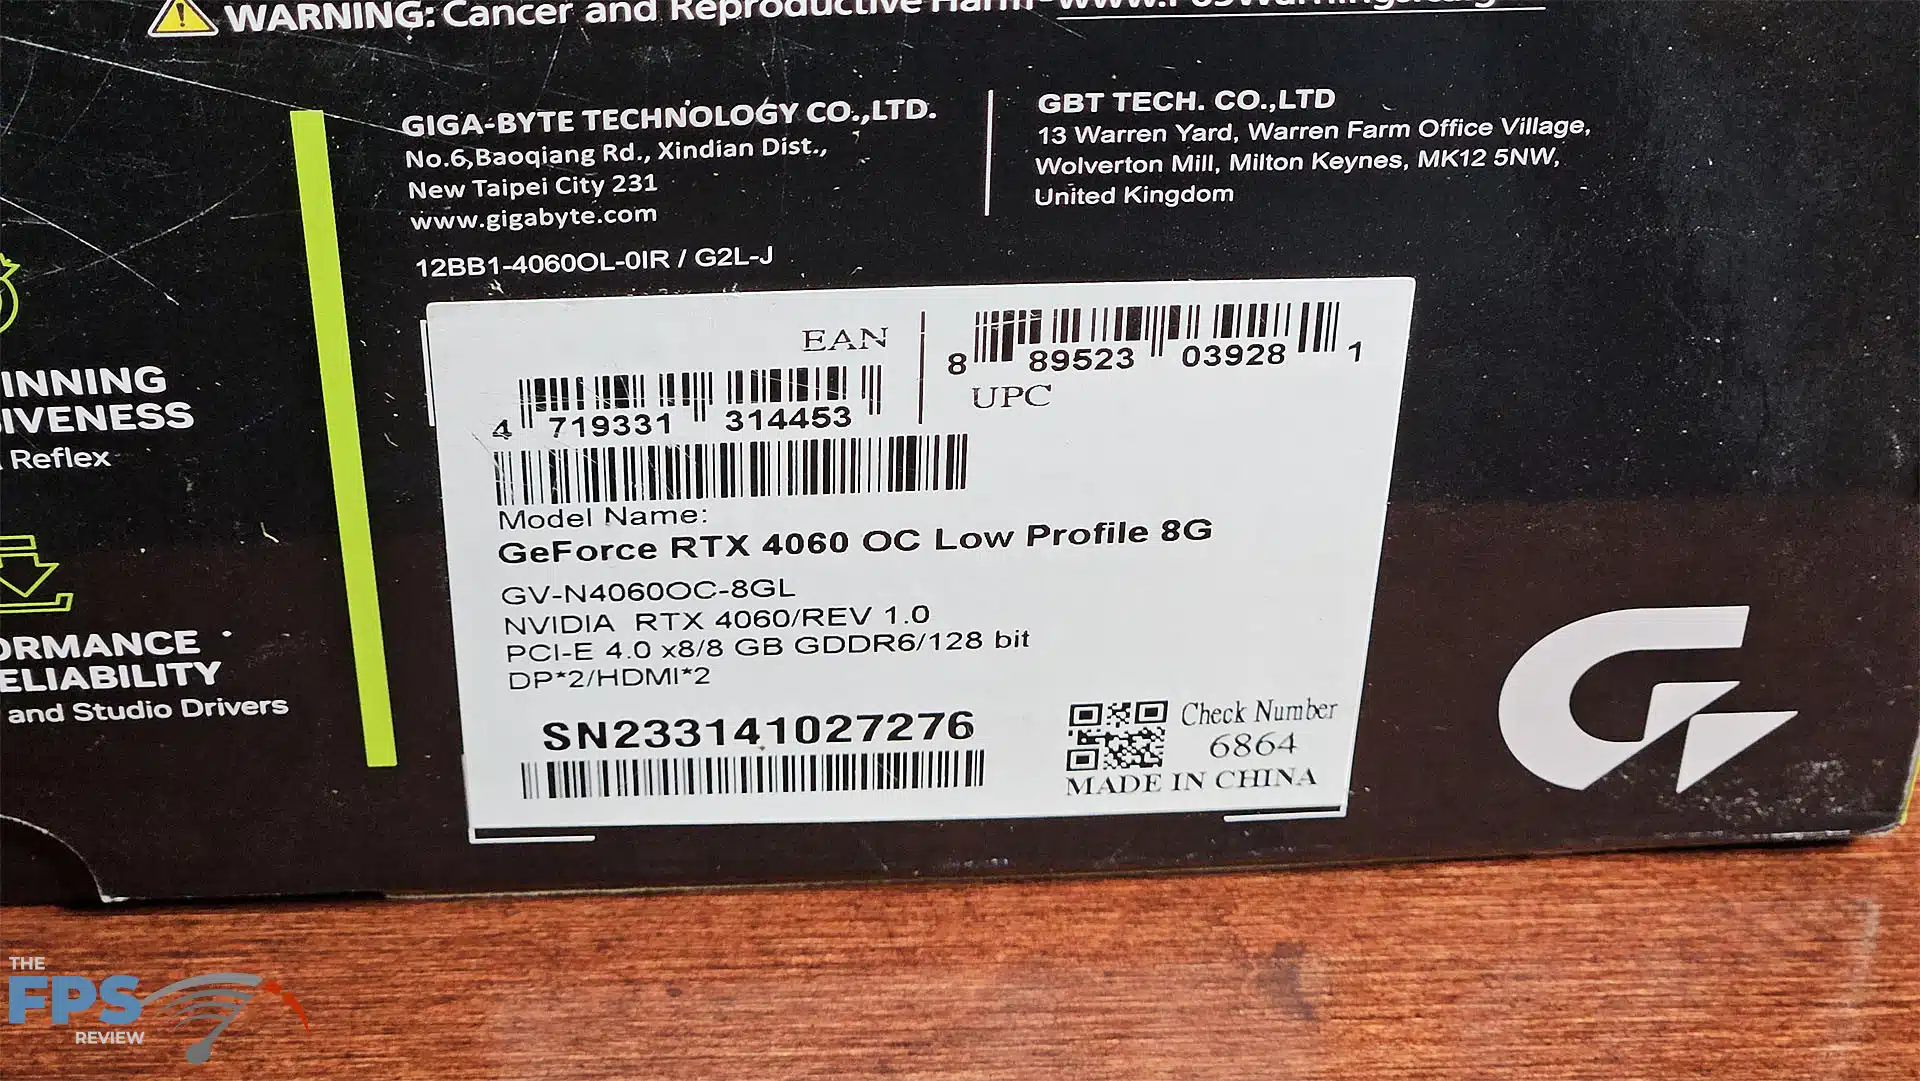 WARNING: Cancer and Reproductive Harm-www.P65Warnings.ca.gov
GIGA-BYTE TECHNOLOGY CO.,LTD.
No.6,Baoqiang Rd., Xindian Dist.,
New Taipei City 231
www.gigabyte.com
12BB1-4060OL-0IR / G2L-J
GBT TECH. CO.,LTD
13 Warren Yard, Warren Farm Office Village,
Wolverton Mill, Milton Keynes, MK12 5NW,
United Kingdom
INNING
IVENESS
Reflex
ORMANCE
ELIABILITY
and Studio Drivers
EAN
4 719331 314453
8 89523 03928 1
UPC
Model Name:
GeForce RTX 4060 OC Low Profile 8G
GV-N4060OC-8GL
NVIDIA RTX 4060/REV 1.0
PCI-E 4.0 x8/8 GB GDDR6/128 bit
DP*2/HDMI*2
SN233141027276
Check Number
6864
MADE IN CHINA
THE
FPS
REVIEW